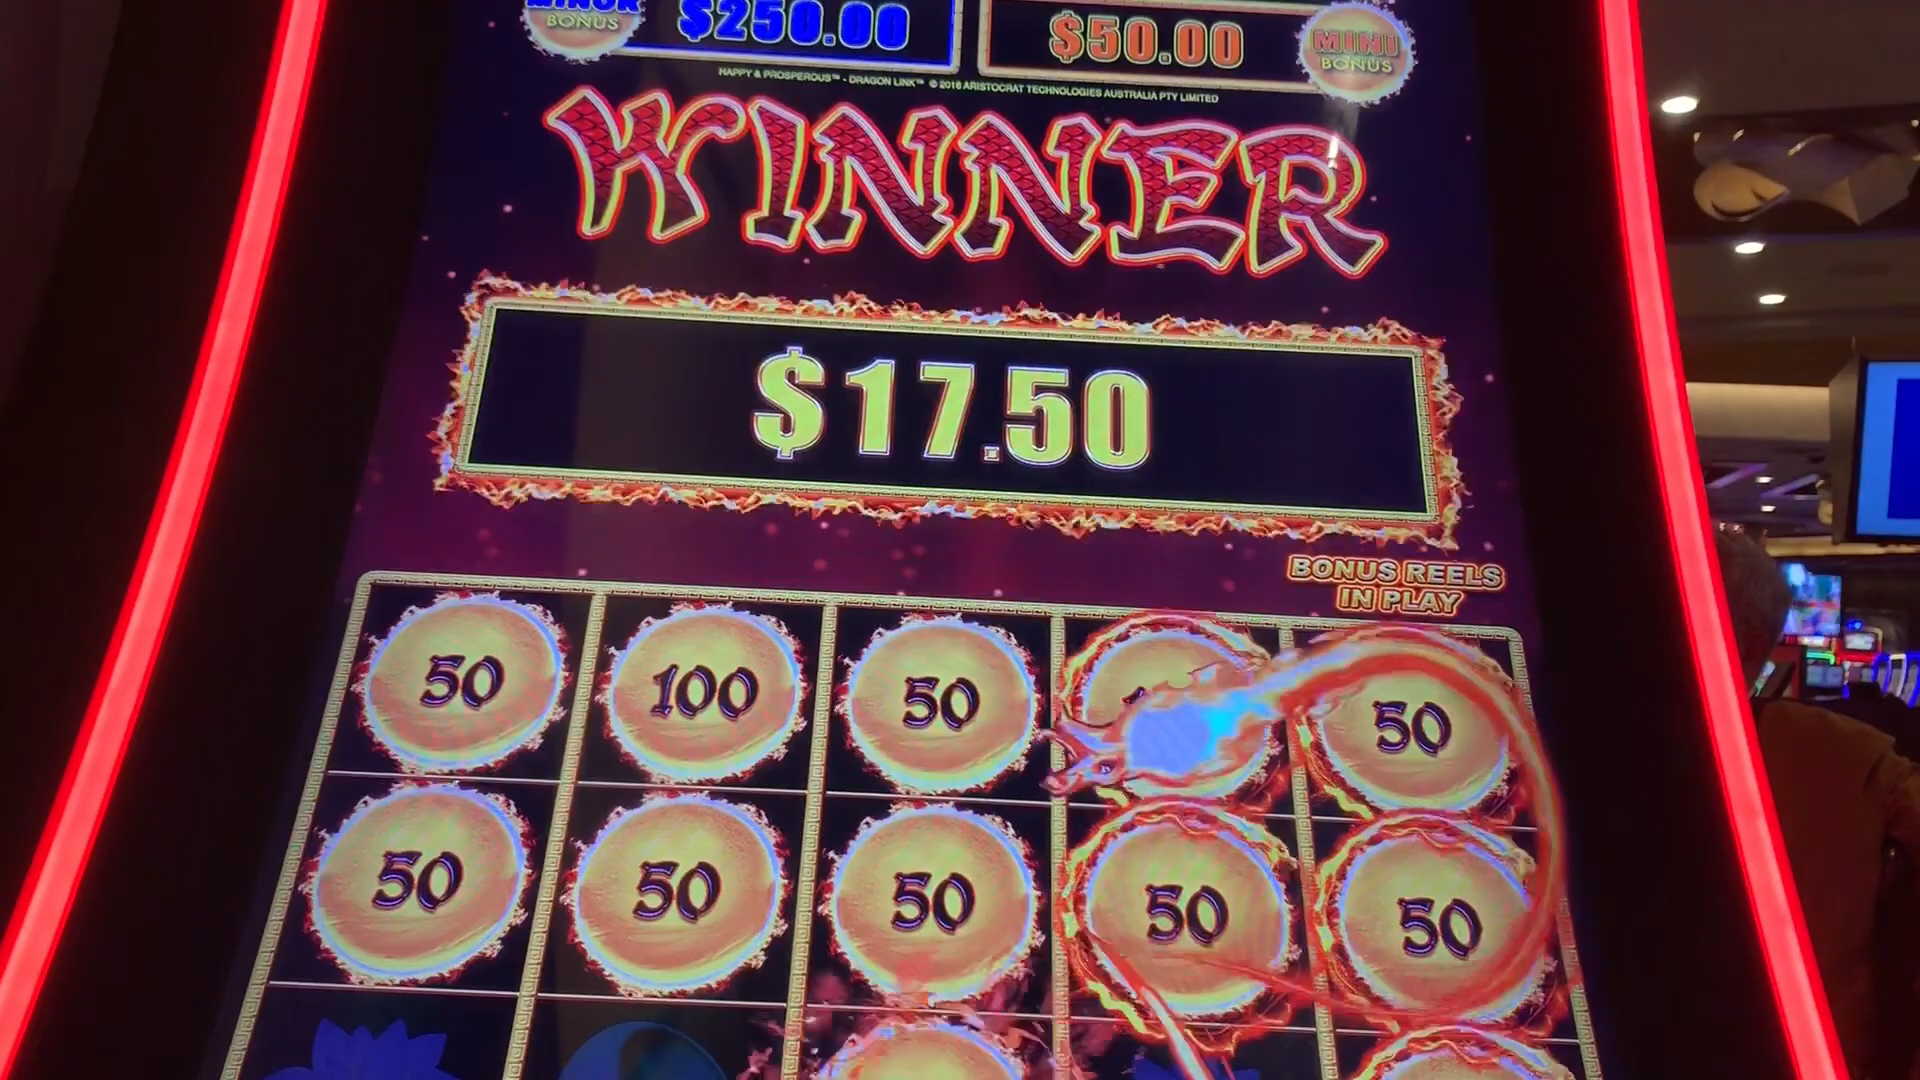 MINOR
BONUS
$250.00
$50.00
MINI
BONUS
HAPPY & PROSPEROUS™ - DRAGON LINK™ © 2016 ARISTOCRAT TECHNOLOGIES AUSTRALIA PTY LIMITED
WINNER
$17.50
BONUS REELS
IN PLAY
50
100
50
50
50
50
50
50
50